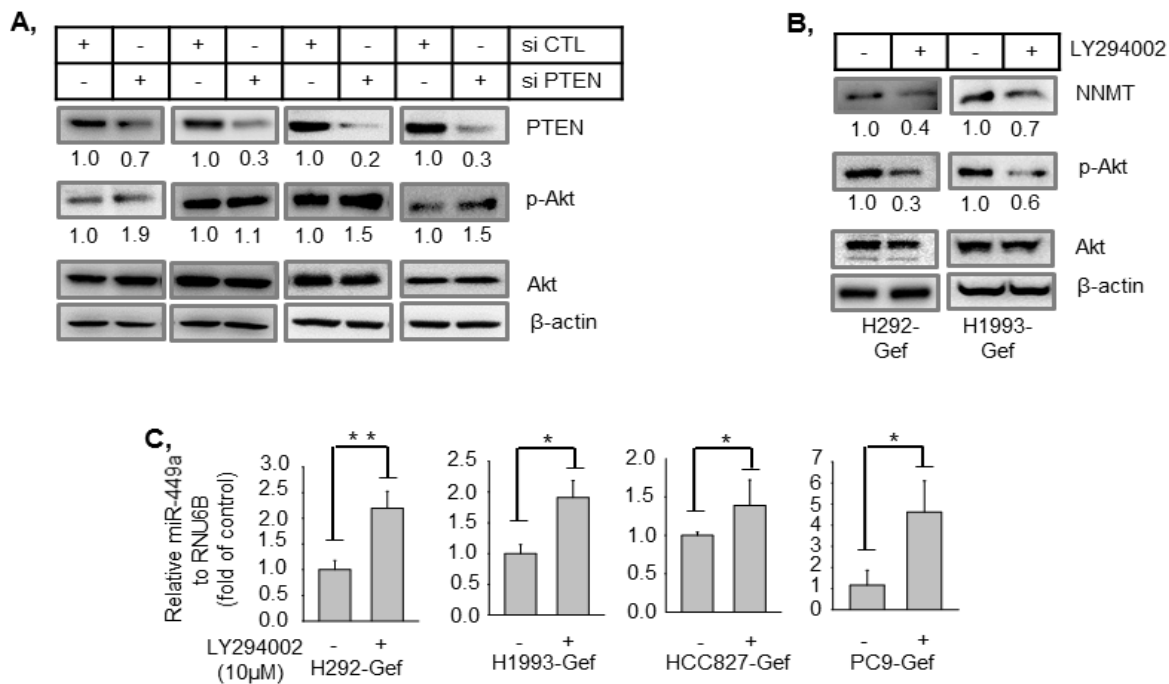 A,
+ - + - + - + - si CTL
- + - + - + - + si PTEN
PTEN
1.0 0.7 1.0 0.3 1.0 0.2 1.0 0.3
p-Akt
1.0 1.9 1.0 1.1 1.0 1.5 1.0 1.5
Akt
β-actin
B,
- + - + LY294002
NNMT
1.0 0.4 1.0 0.7
p-Akt
1.0 0.3 1.0 0.6
Akt
β-actin
H292-
Gef
H1993-
Gef
C,
Relative miR-449a
to RNU6B
(fold of control)
* *
3.0
2.5
2.0
1.5
1.0
0.5
0.0
*
2.5
2.0
1.5
1.0
0.5
0.0
*
2.0
1.5
1.0
0.5
0.0
*
7
6
5
4
3
2
1
0
LY294002
(10µM)
- +
H292-Gef
- +
H1993-Gef
- +
HCC827-Gef
- +
PC9-Gef